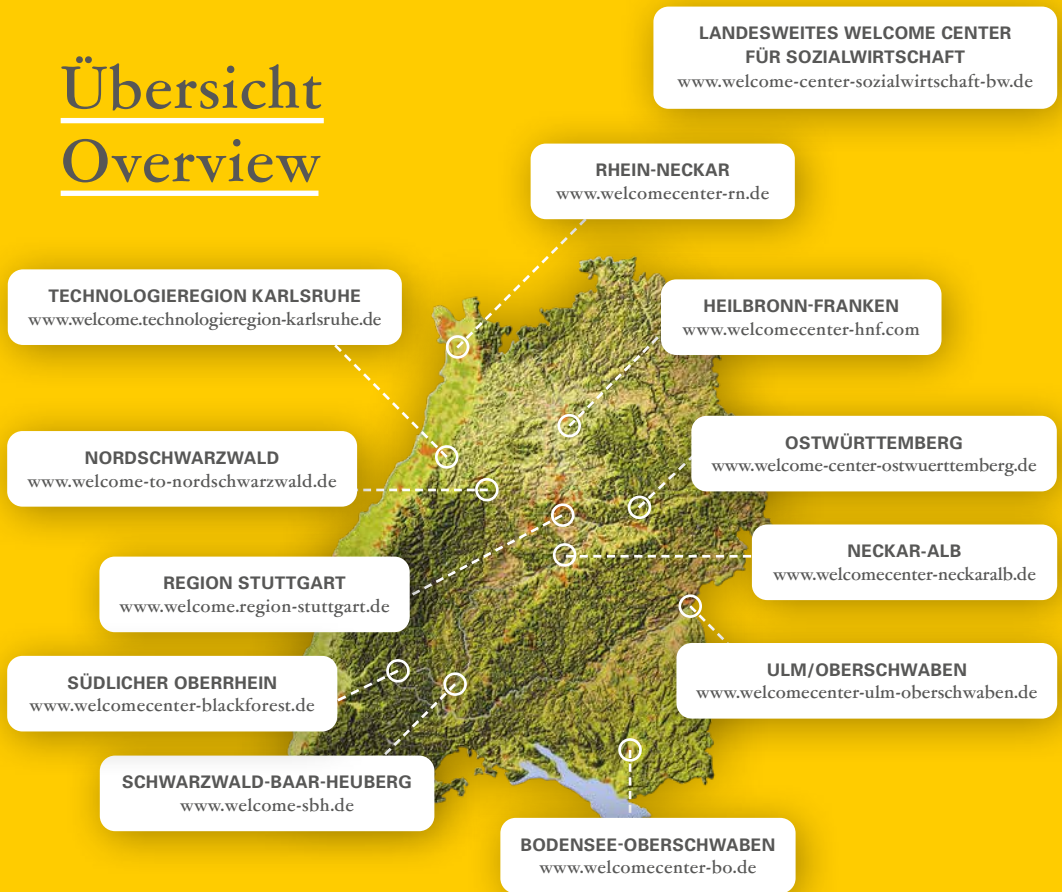 Übersicht
Overview
LANDESWEITES WELCOME CENTER
FÜR SOZIALWIRTSCHAFT
www.welcome-center-sozialwirtschaft-bw.de
RHEIN-NECKAR
www.welcomecenter-rn.de
TECHNOLOGIEREGION KARLSRUHE
www.welcome.technologieregion-karlsruhe.de
HEILBRONN-FRANKEN
www.welcomecenter-hnf.com
NORDSCHWARZWALD
www.welcome-to-nordschwarzwald.de
OSTWÜRTTEMBERG
www.welcome-center-ostwuerttemberg.de
REGION STUTTGART
www.welcome.region-stuttgart.de
NECKAR-ALB
www.welcomecenter-neckaralb.de
SÜDLICHER OBERRHEIN
www.welcomecenter-blackforest.de
ULM/OBERSCHWABEN
www.welcomecenter-ulm-oberschwaben.de
SCHWARZWALD-BAAR-HEUBERG
www.welcome-sbh.de
BODENSEE-OBERSCHWABEN
www.welcomecenter-bo.de